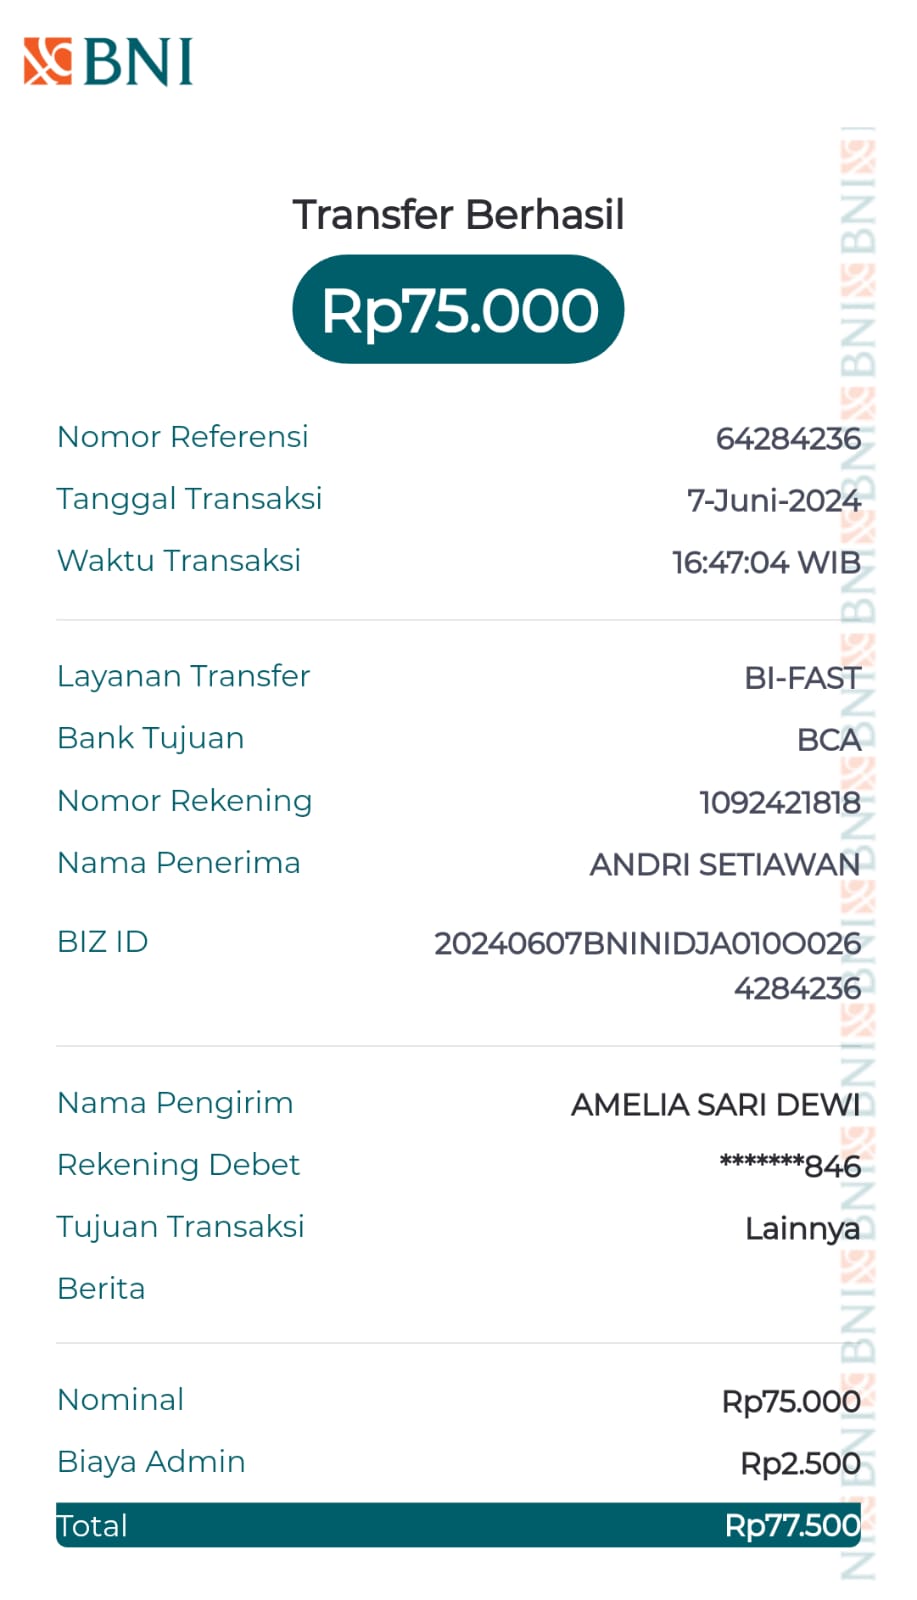 BNI
Transfer Berhasil
Rp75.000
Nomor Referensi 64284236
Tanggal Transaksi 7-Juni-2024
Waktu Transaksi 16:47:04 WIB
Layanan Transfer BI-FAST
Bank Tujuan BCA
Nomor Rekening 1092421818
Nama Penerima ANDRI SETIAWAN
BIZ ID 20240607BNINIDJA010O026
4284236
Nama Pengirim AMELIA SARI DEWI
Rekening Debet *******846
Tujuan Transaksi Lainnya
Berita
Nominal Rp75.000
Biaya Admin Rp2.500
Total Rp77.500
BNI BNI BNI BNI BNI BNI BNI BNI BNI BNI BNI N